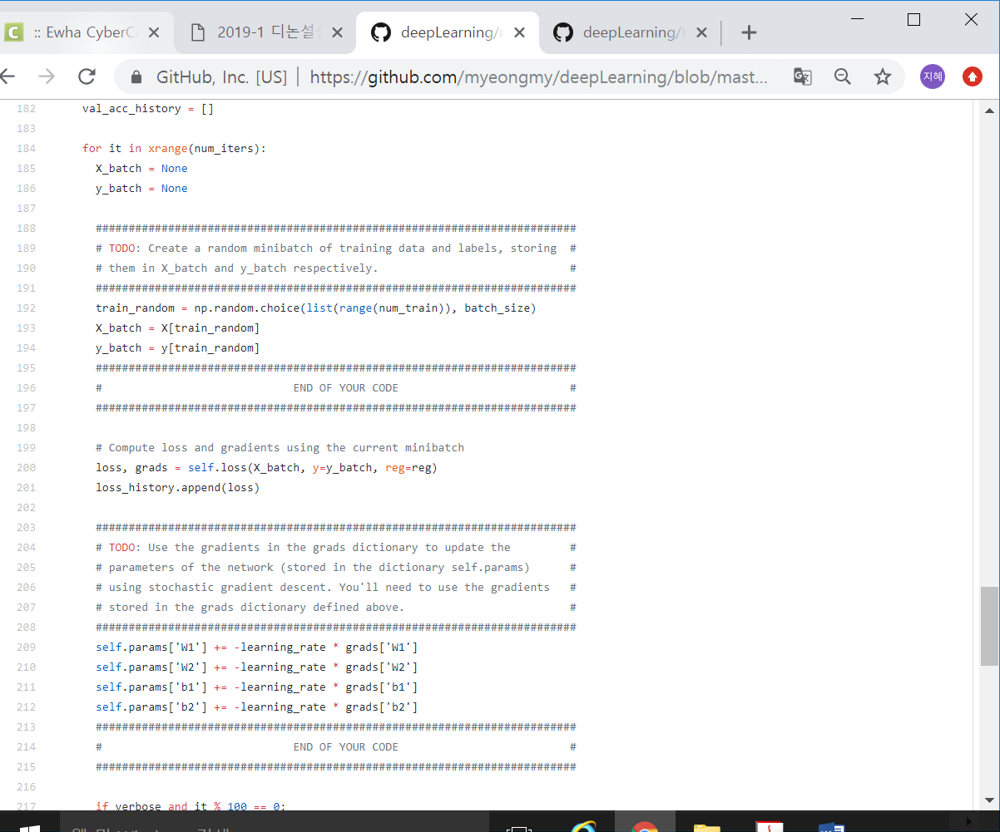 :: Ewha CyberC
2019-1 디논설
deepLearning/
deepLearning/
GitHub, Inc. [US] | https://github.com/myeongmy/deepLearning/blob/mast...
지혜
182 val_acc_history = []
183
184 for it in xrange(num_iters):
185 X_batch = None
186 y_batch = None
187
188 #########################################################################
189 # TODO: Create a random minibatch of training data and labels, storing #
190 # them in X_batch and y_batch respectively. #
191 #########################################################################
192 train_random = np.random.choice(list(range(num_train)), batch_size)
193 X_batch = X[train_random]
194 y_batch = y[train_random]
195 #########################################################################
196 # END OF YOUR CODE #
197 #########################################################################
198
199 # Compute loss and gradients using the current minibatch
200 loss, grads = self.loss(X_batch, y=y_batch, reg=reg)
201 loss_history.append(loss)
202
203 #########################################################################
204 # TODO: Use the gradients in the grads dictionary to update the #
205 # parameters of the network (stored in the dictionary self.params) #
206 # using stochastic gradient descent. You'll need to use the gradients #
207 # stored in the grads dictionary defined above. #
208 #########################################################################
209 self.params['W1'] += -learning_rate * grads['W1']
210 self.params['W2'] += -learning_rate * grads['W2']
211 self.params['b1'] += -learning_rate * grads['b1']
212 self.params['b2'] += -learning_rate * grads['b2']
213 #########################################################################
214 # END OF YOUR CODE #
215 #########################################################################
216
217 if verbose and it % 100 == 0: